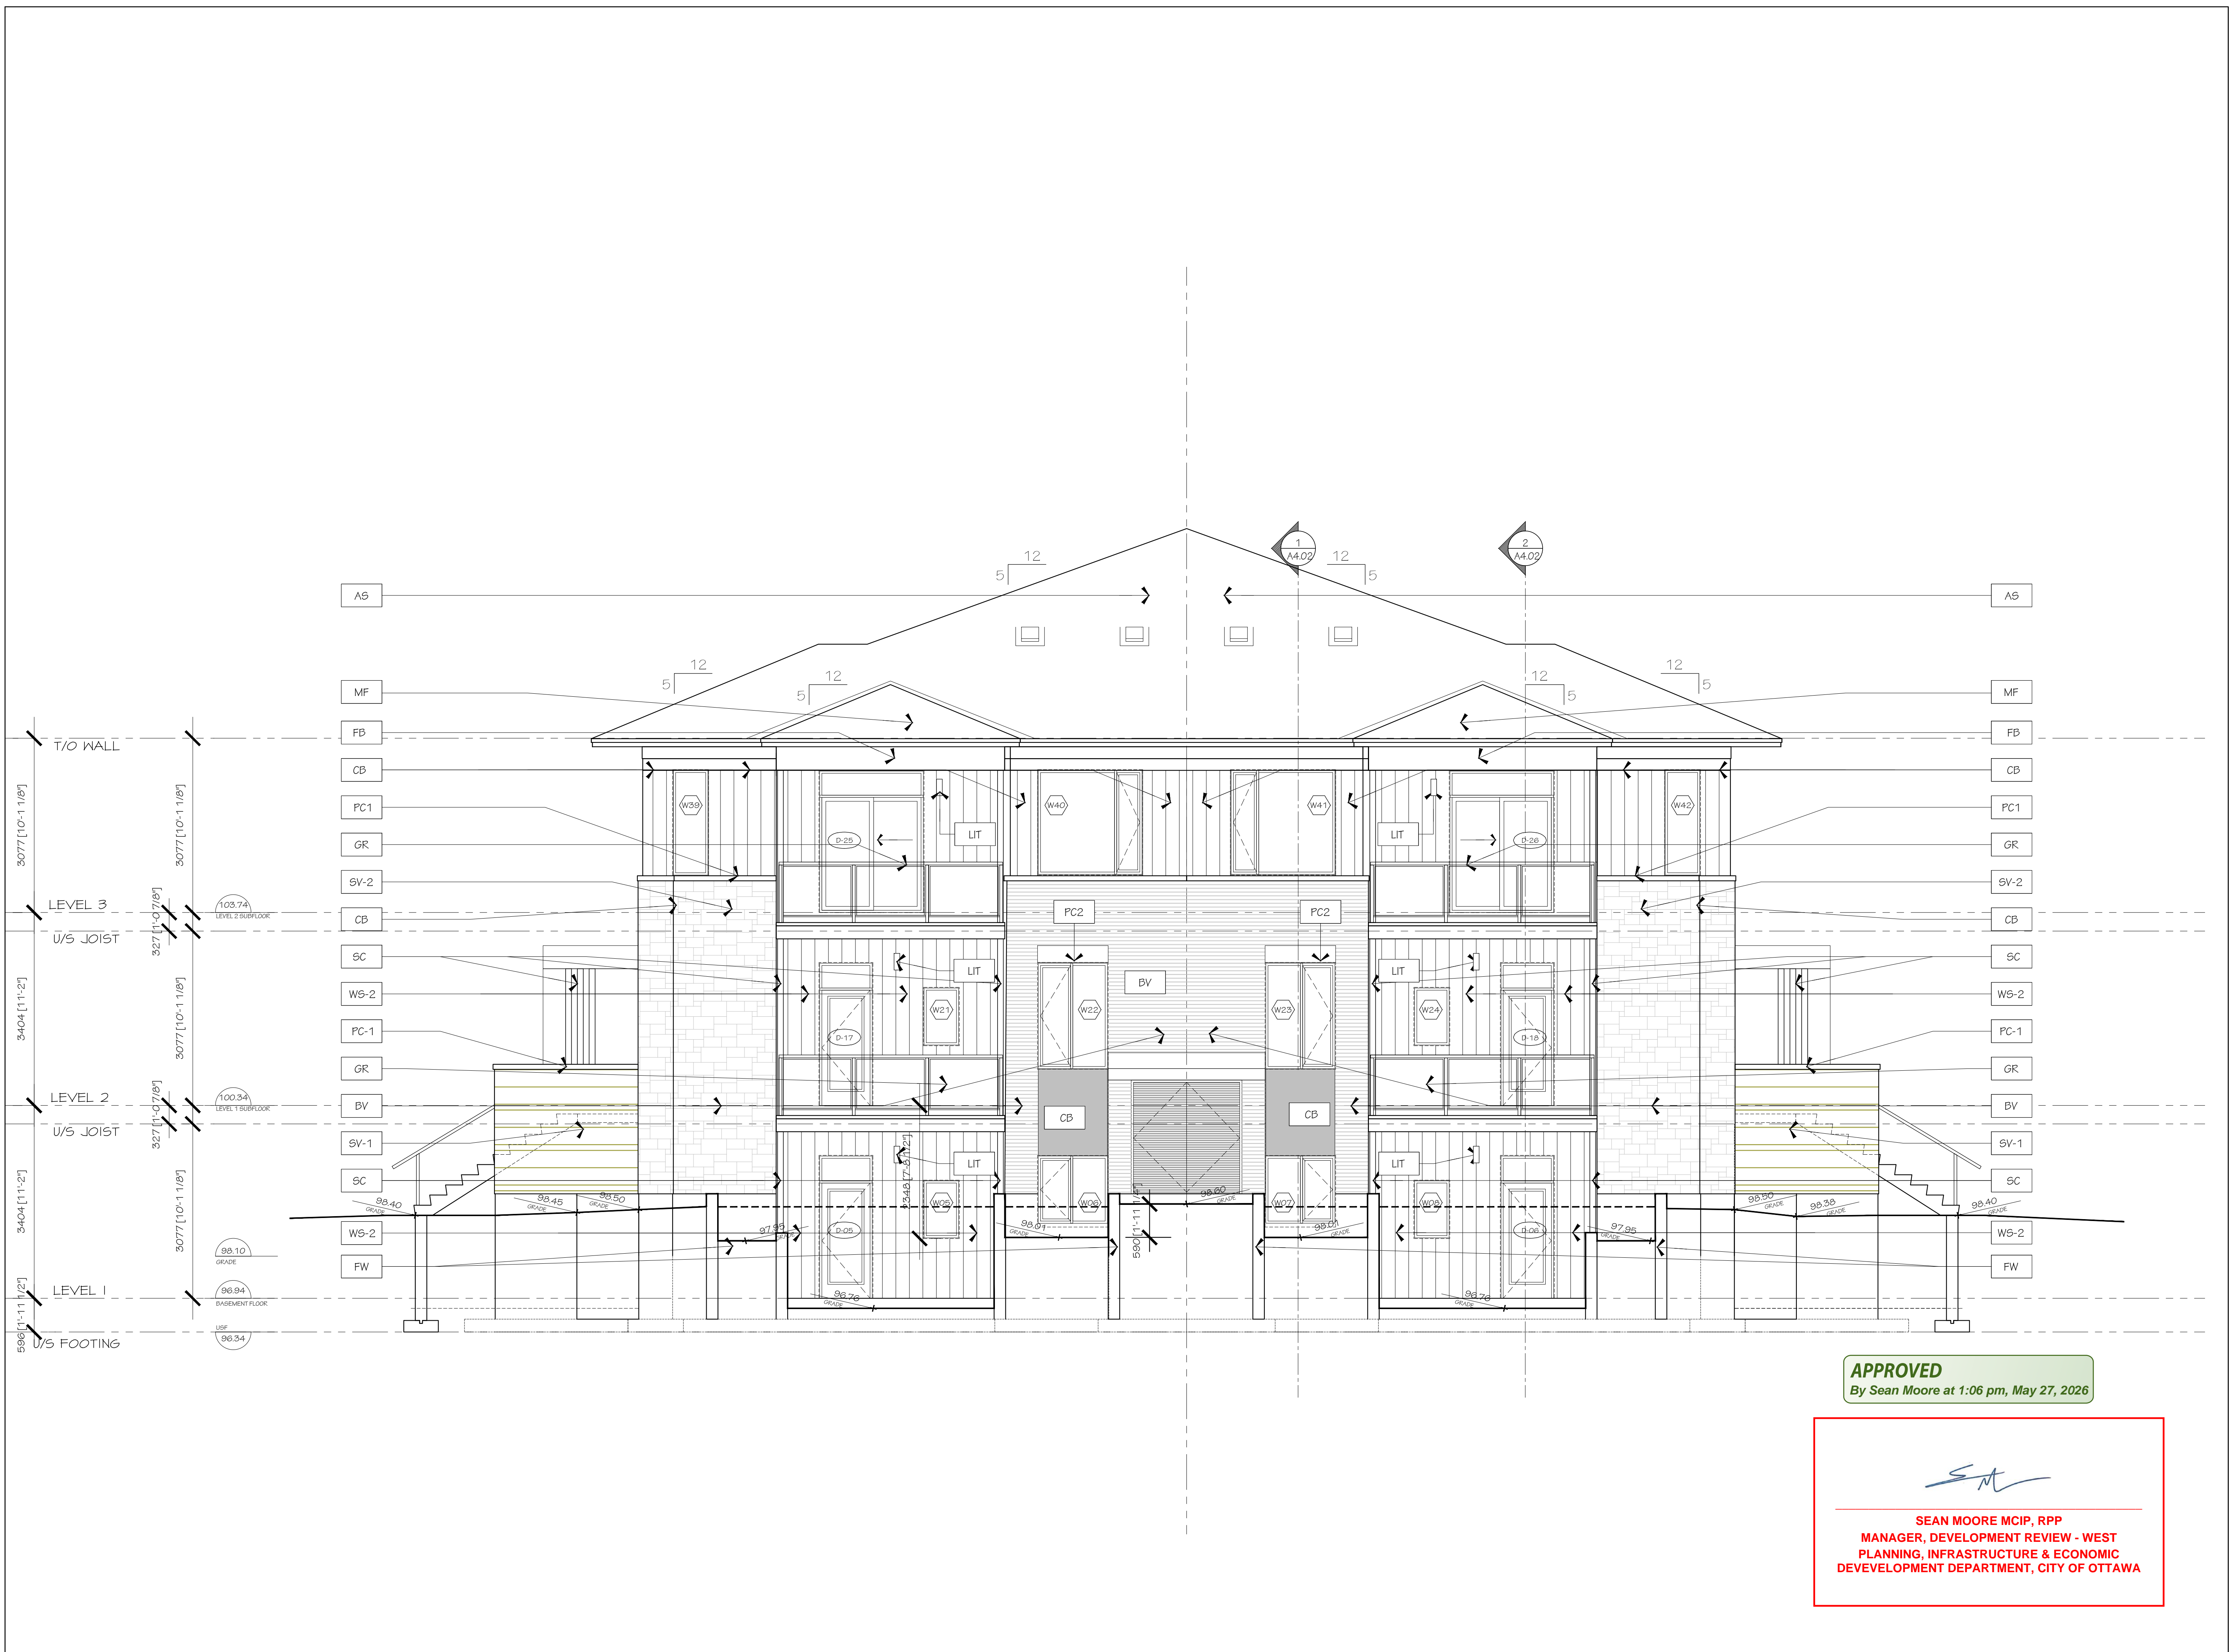 1
A4.02
2
A4.02
12
5
12
5
AS
AS
12
5
12
5
12
5
12
5
MF
MF
FB
FB
T/O WALL
CB
CB
PC1
PC1
GR
GR
SV-2
SV-2
CB
CB
SC
SC
WS-2
WS-2
PC-1
PC-1
GR
GR
BV
BV
SV-1
SV-1
SC
SC
WS-2
WS-2
FW
FW
W39
W40
W41
W42
D-25
LIT
LIT
D-26
3077 [10'-1 1/8"]
3077 [10'-1 1/8"]
LEVEL 3
103.74
LEVEL 2 SUBFLOOR
327 [1'-0 7/8"]
U/S JOIST
PC2
PC2
LIT
BV
LIT
W21
W22
W23
W24
D-17
D-18
3404 [11'-2"]
3077 [10'-1 1/8"]
LEVEL 2
100.34
LEVEL 1 SUBFLOOR
327 [1'-0 7/8"]
U/S JOIST
CB
CB
2348 [7'-8 1/2"]
LIT
LIT
W05
W06
W07
W08
D-05
D-06
3404 [11'-2"]
3077 [10'-1 1/8"]
98.40
GRADE
98.45
GRADE
98.50
GRADE
97.95
GRADE
98.01
GRADE
590 [1'-11 1/4"]
98.60
GRADE
98.01
GRADE
97.95
GRADE
98.50
GRADE
98.38
GRADE
98.40
GRADE
98.10
GRADE
96.76
GRADE
96.76
GRADE
LEVEL 1
96.94
BASEMENT FLOOR
596 [1'-11 1/2"]
U/S FOOTING
USF
96.34
APPROVED
By Sean Moore at 1:06 pm, May 27, 2026
SEAN MOORE MCIP, RPP
MANAGER, DEVELOPMENT REVIEW - WEST
PLANNING, INFRASTRUCTURE & ECONOMIC
DEVEVELOPMENT DEPARTMENT, CITY OF OTTAWA